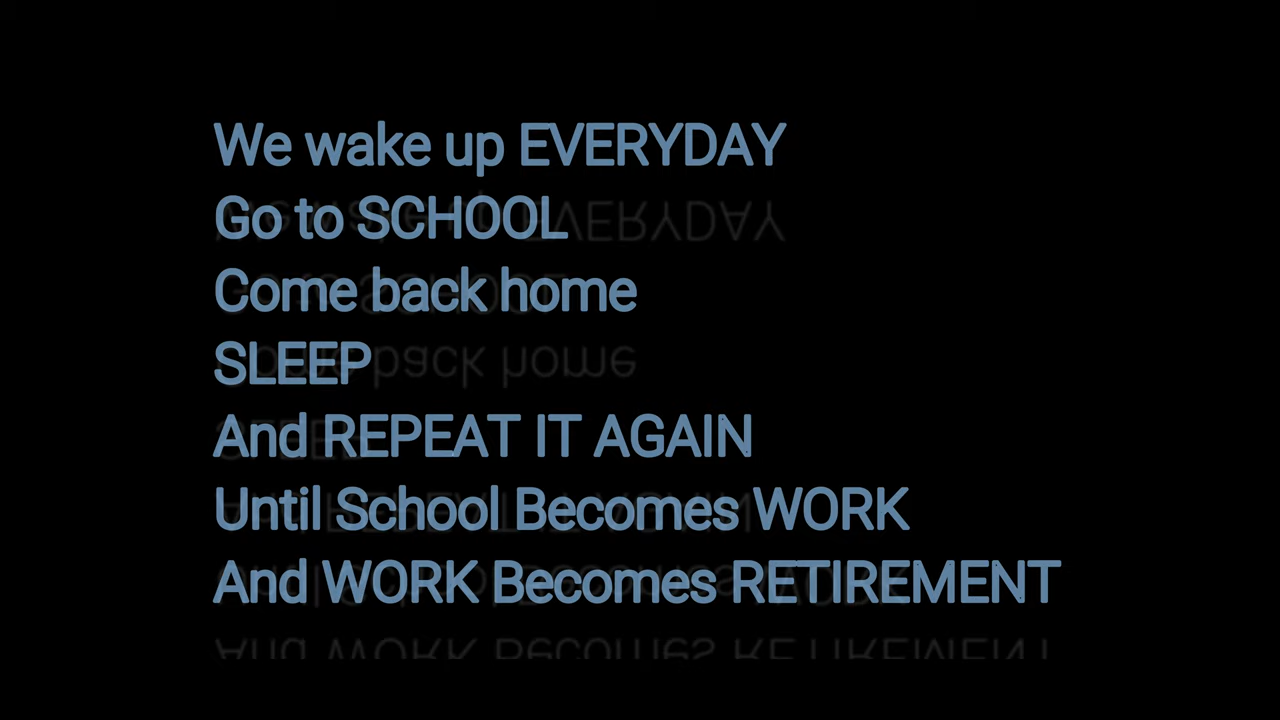 We wake up EVERYDAY
Go to SCHOOL
Come back home
SLEEP
And REPEAT IT AGAIN
Until School Becomes WORK
And WORK Becomes RETIREMENT